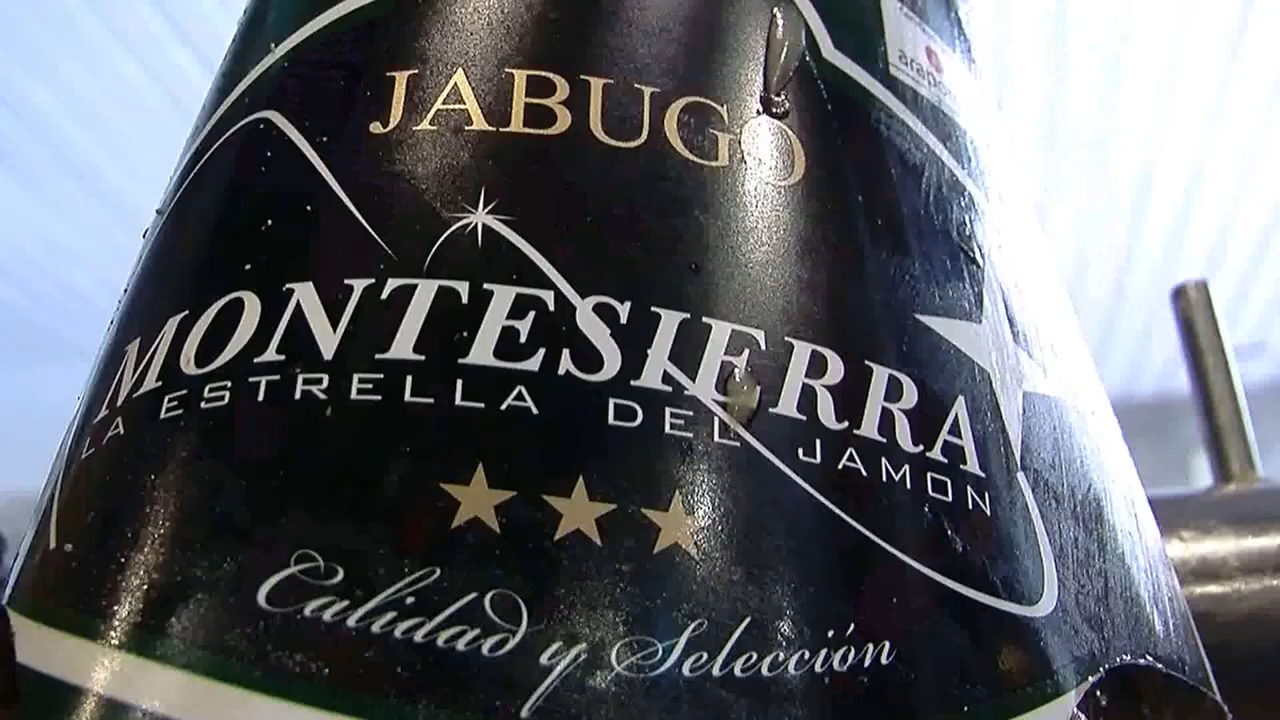 JABUGO
MONTESIERRA
LA ESTRELLA DEL JAMON
Calidad y Selección